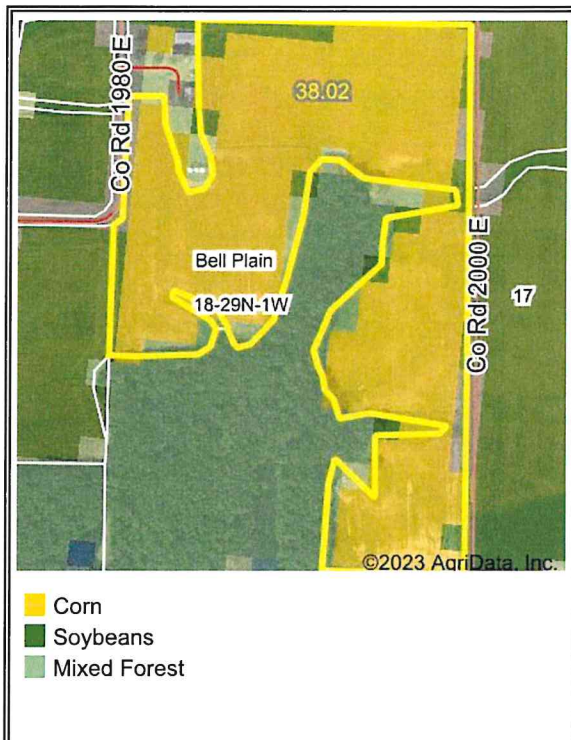 Co Rd 1980 E
38.02
Bell Plain
18-29N-1W
Co Rd 2000 E
17
©2023 AgriData, Inc.
Corn
Soybeans
Mixed Forest